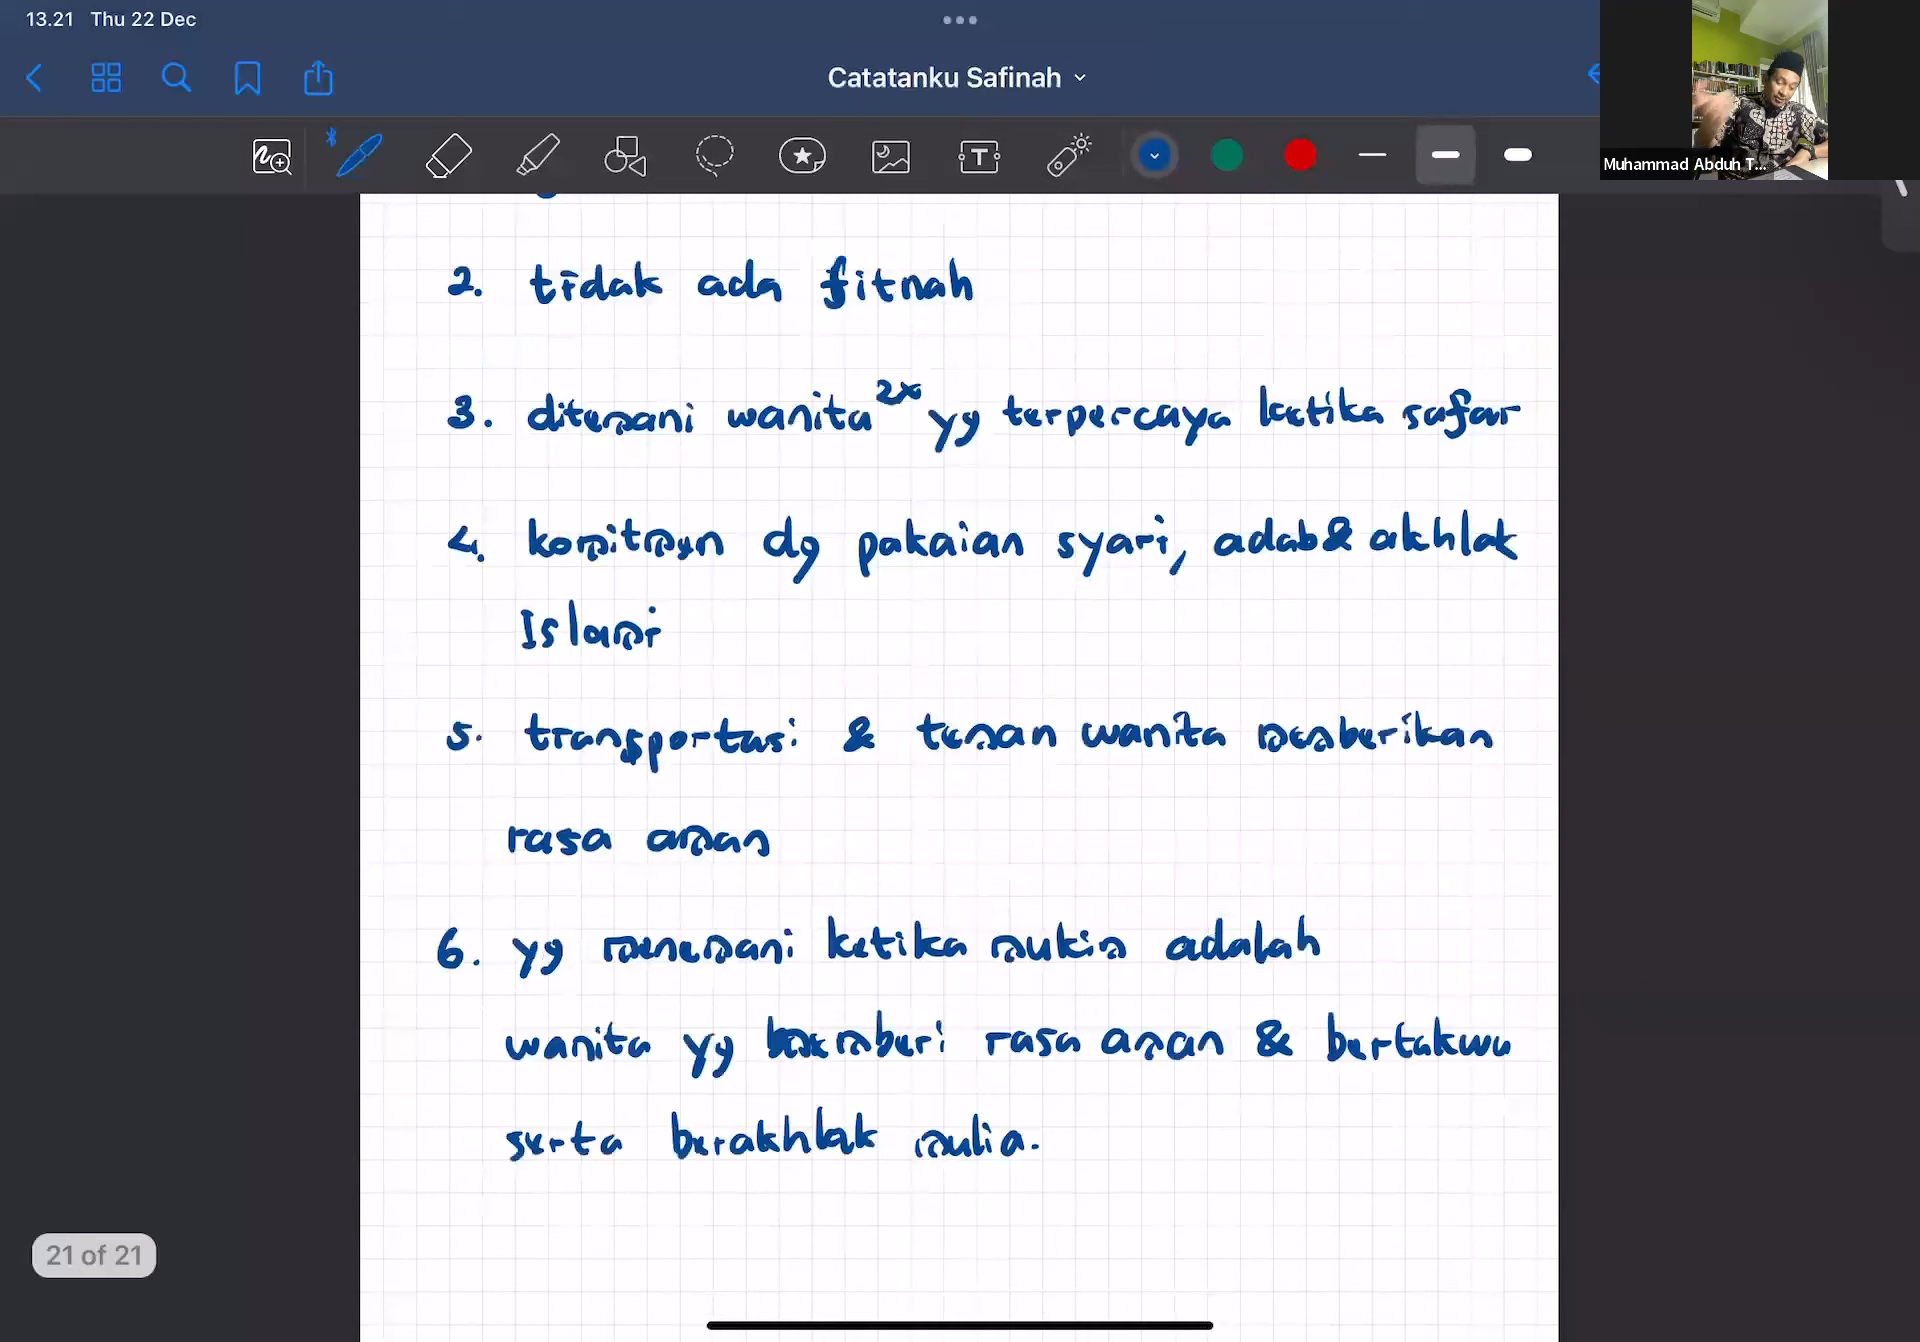 13.21 Thu 22 Dec
Catatanku Safinah
Muhammad Abduh T...
2. tidak ada fitnah
3. ditemani wanita2x yg terpercaya ketika safar
4. komitmen dg pakaian syari, adab & akhlak
Islami
5. transportasi & teman wanita memberikan
rasa aman
6. yg menemani ketika mukim adalah
wanita yg memberi rasa aman & bertakwa
serta berakhlak mulia.
21 of 21